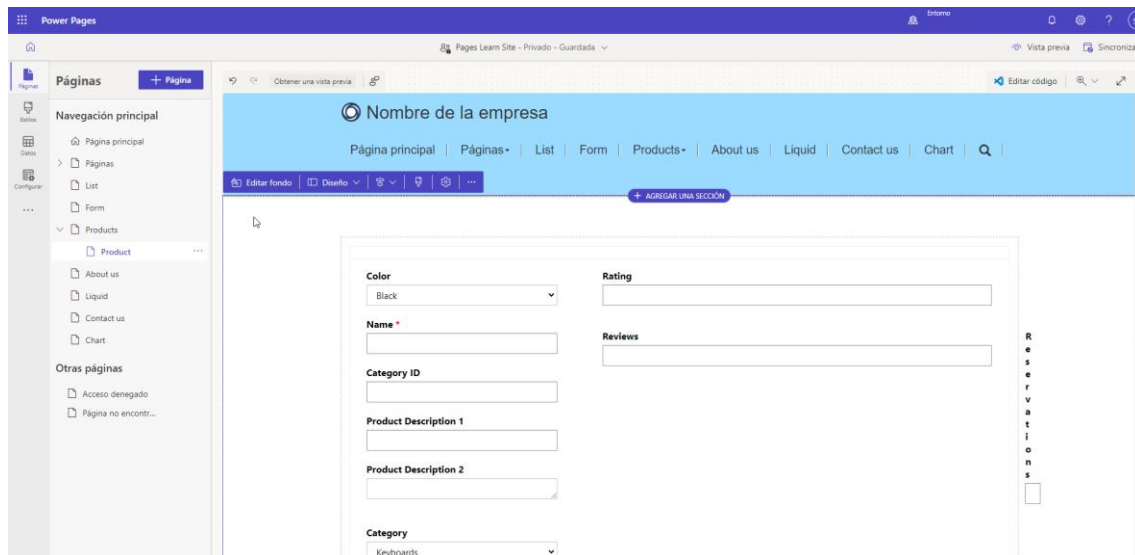 Power Pages
Entorno
Pages Learn Site - Privado - Guardada
Vista previa
Sincroniza
Páginas
Estilos
Datos
Configurar
Páginas
+ Página
Navegación principal
Página principal
Páginas
List
Form
Products
Product
About us
Liquid
Contact us
Chart
Otras páginas
Acceso denegado
Página no encontr...
Obtener una vista previa
Editar código
Nombre de la empresa
Página principal | Páginas | List | Form | Products | About us | Liquid | Contact us | Chart |
Editar fondo
Diseño
+ AGREGAR UNA SECCIÓN
Color
Black
Name *
Category ID
Product Description 1
Product Description 2
Category
Keyboards
Rating
Reviews
Reservations